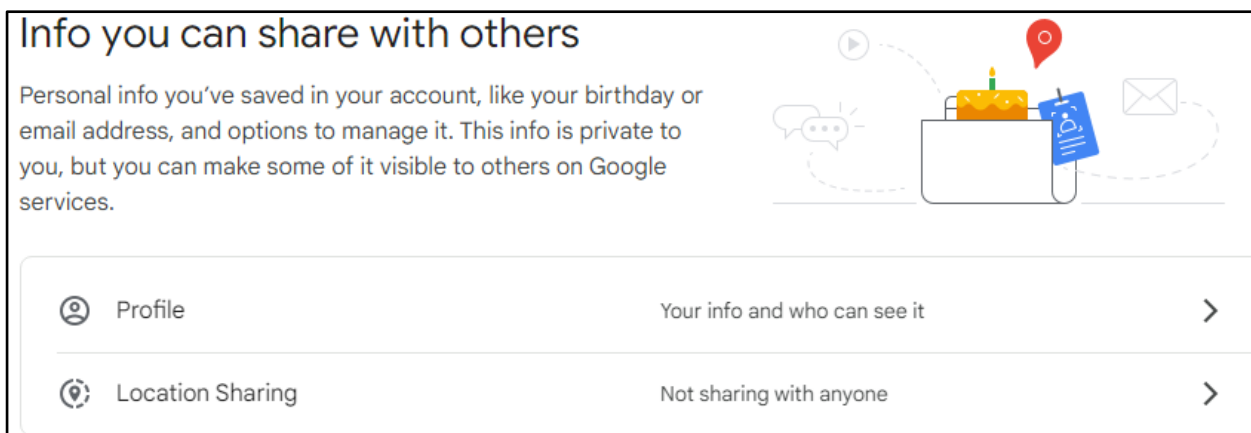 Info you can share with others
Personal info you’ve saved in your account, like your birthday or
email address, and options to manage it. This info is private to
you, but you can make some of it visible to others on Google
services.
Profile
Your info and who can see it
Location Sharing
Not sharing with anyone